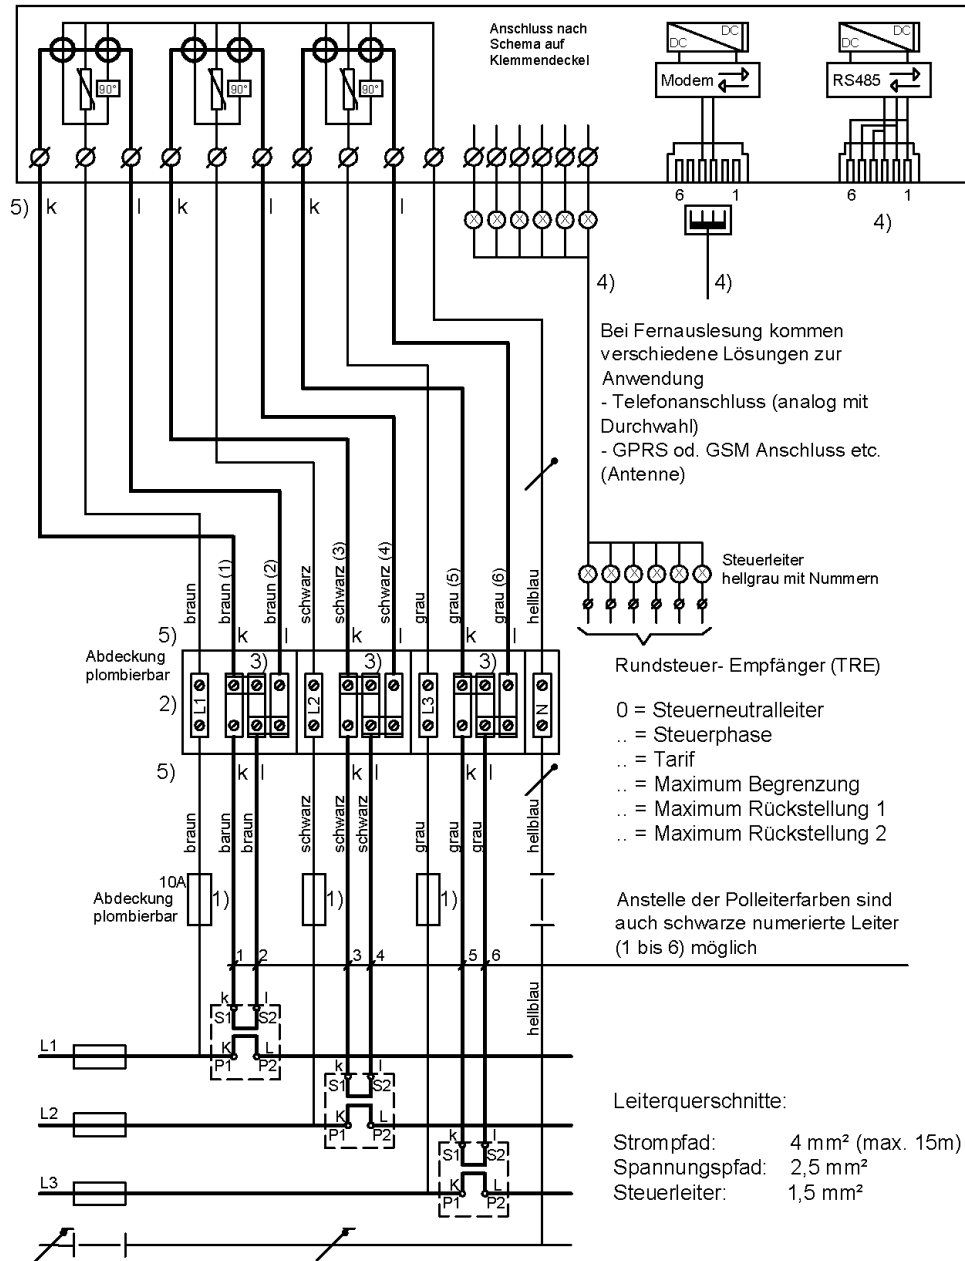 Anschluss nach
Schema auf
Klemmendeckel
DC DC
DC DC
Modem
RS485
90° 90° 90°
6 1
6 1
5) k l k l k l
4)
4)
4)
Bei Fernauslesung kommen
verschiedene Lösungen zur
Anwendung
- Telefonanschluss (analog mit
Durchwahl)
- GPRS od. GSM Anschluss etc.
(Antenne)
Steuerleiter
hellgrau mit Nummern
braun
braun (1)
braun (2)
schwarz
schwarz (3)
schwarz (4)
grau
grau (5)
grau (6)
hellblau
5) k l k l k l
Abdeckung
plombierbar
3) 3) 3)
2) L1 L2 L3 N
Rundsteuer- Empfänger (TRE)
0 = Steuerneutralleiter
.. = Steuerphase
.. = Tarif
.. = Maximum Begrenzung
.. = Maximum Rückstellung 1
.. = Maximum Rückstellung 2
5) k l k l k l
braun
barun
braun
schwarz
schwarz
schwarz
grau
grau
grau
hellblau
10A
Abdeckung
plombierbar
1) 1) 1)
Anstelle der Polleiterfarben sind
auch schwarze numerierte Leiter
(1 bis 6) möglich
1 2 3 4 5 6
hellblau
k l
S1 S2
L1
K L
P1 P2
k l
S1 S2
L2
K L
P1 P2
k l
S1 S2
L3
K L
P1 P2
Leiterquerschnitte:
Strompfad: 4 mm² (max. 15m)
Spannungspfad: 2,5 mm²
Steuerleiter: 1,5 mm²